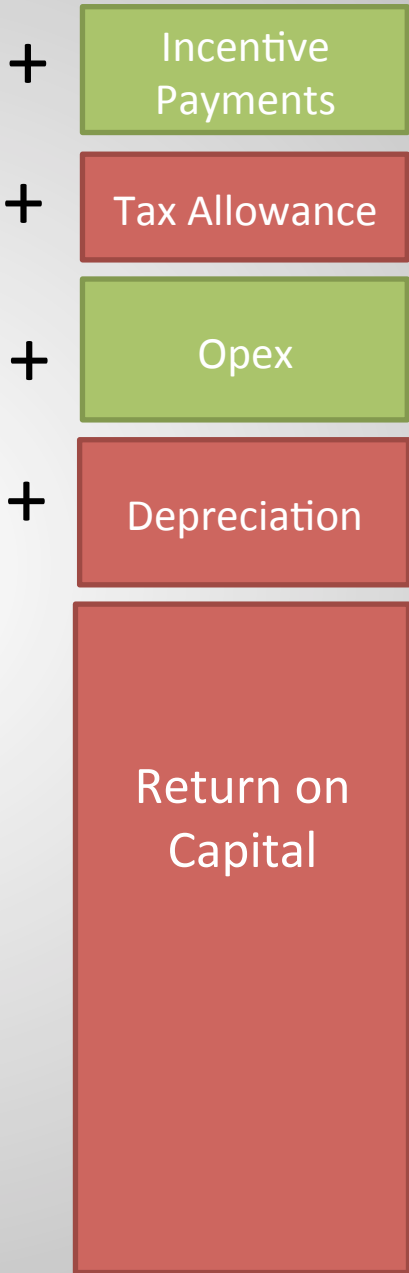 + Incentive
Payments
+ Tax Allowance
+ Opex
+ Depreciation
Return on
Capital